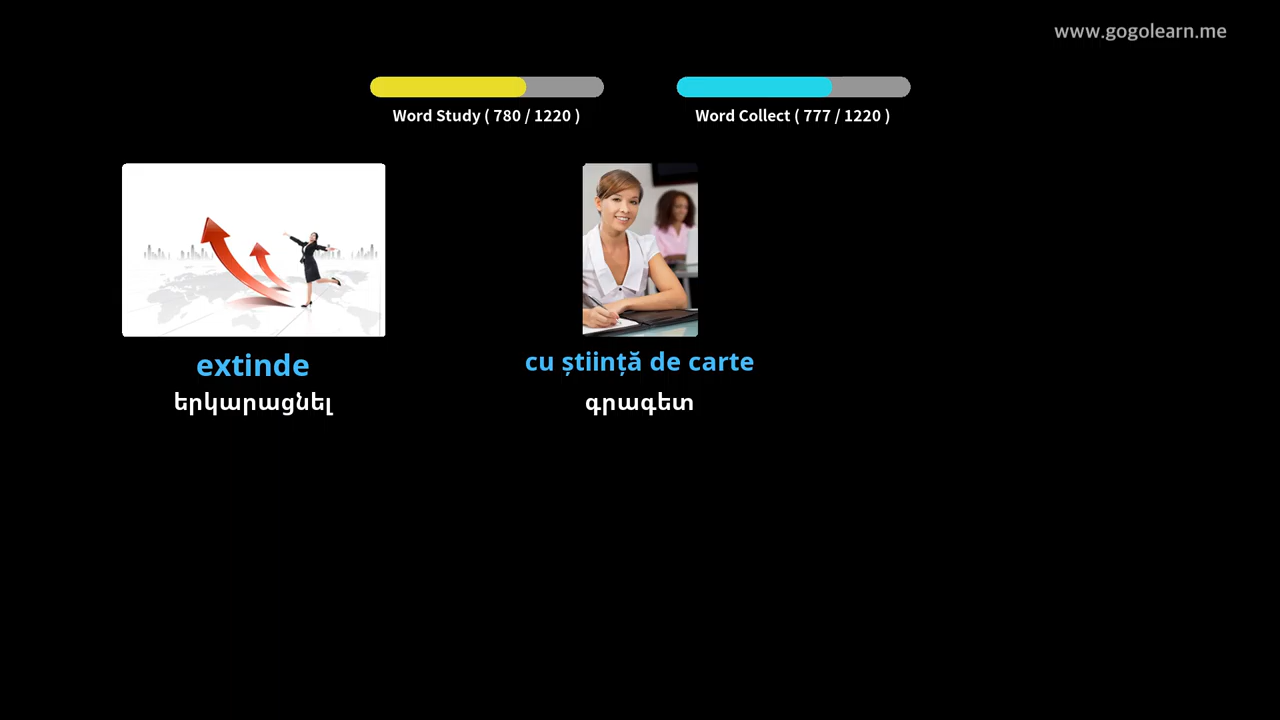 www.gogolearn.me
Word Study ( 780 / 1220 )
Word Collect ( 777 / 1220 )
extinde
երկարացնել
cu știință de carte
գրագետ